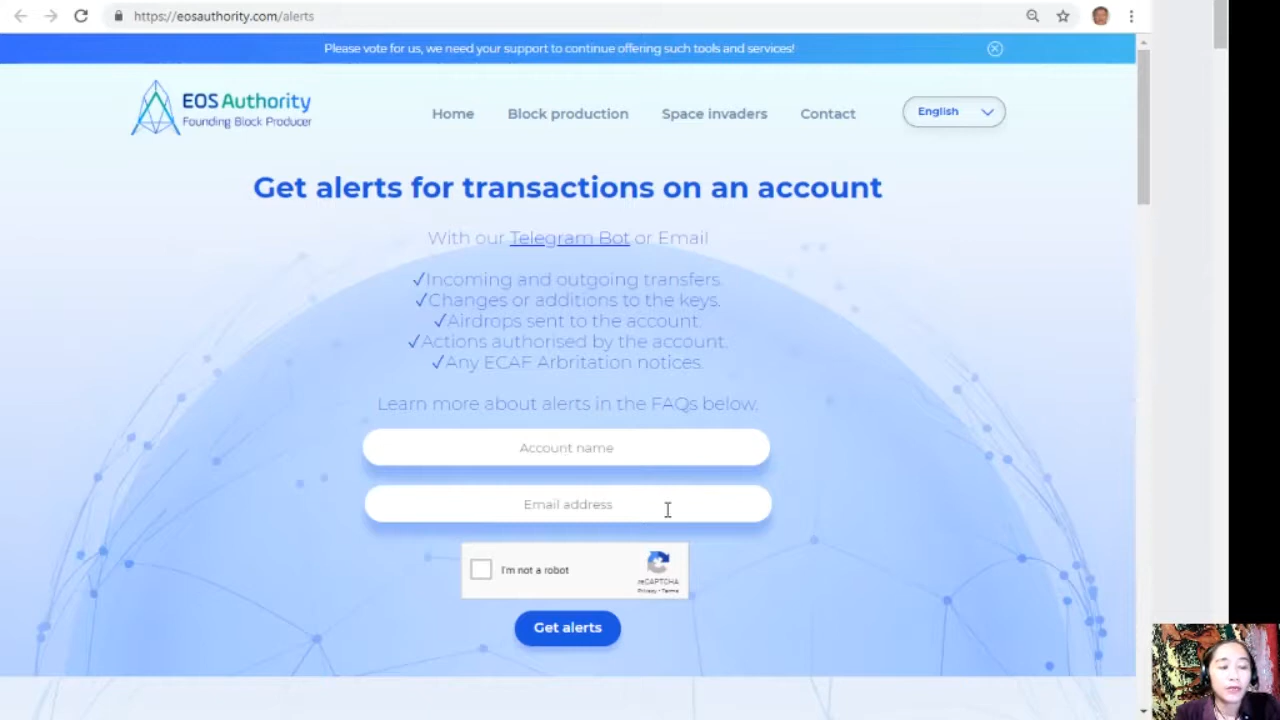 https://eosauthority.com/alerts
Please vote for us, we need your support to continue offering such tools and services!
EOS Authority
Founding Block Producer
Home
Block production
Space invaders
Contact
English
Get alerts for transactions on an account
With our Telegram Bot or Email
✓Incoming and outgoing transfers.
✓Changes or additions to the keys.
✓Airdrops sent to the account.
✓Actions authorised by the account.
✓Any ECAF Arbritation notices.
Learn more about alerts in the FAQs below.
Account name
Email address
I'm not a robot
reCAPTCHA
Privacy - Terms
Get alerts